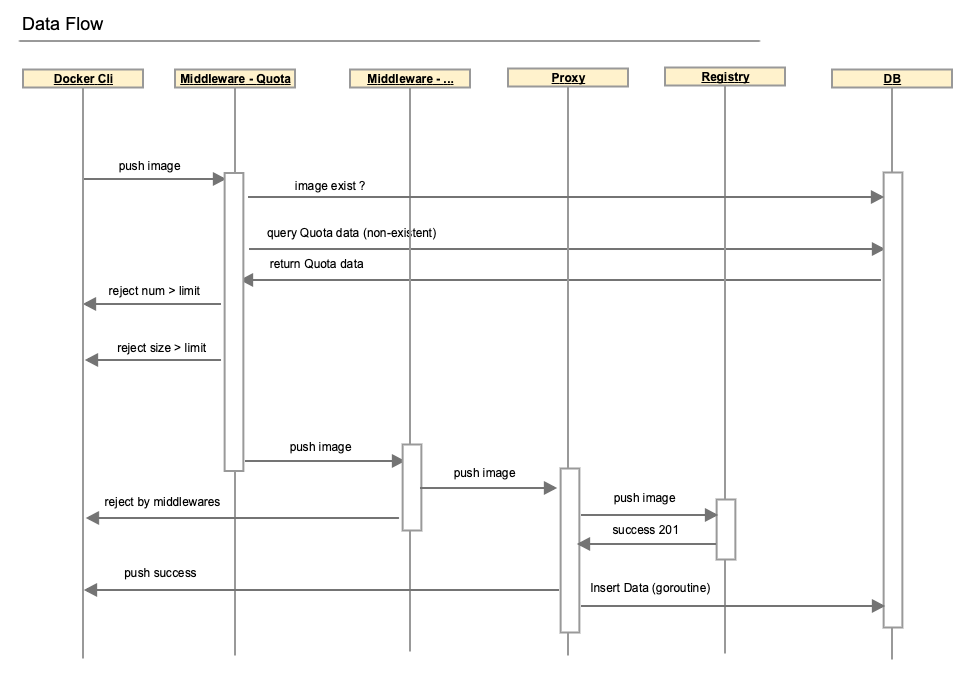 Data Flow
Docker Cli
Middleware - Quota
Middleware - ...
Proxy
Registry
DB
push image
image exist ?
query Quota data (non-existent)
return Quota data
reject num > limit
reject size > limit
push image
push image
push image
reject by middlewares
success 201
push success
Insert Data (goroutine)